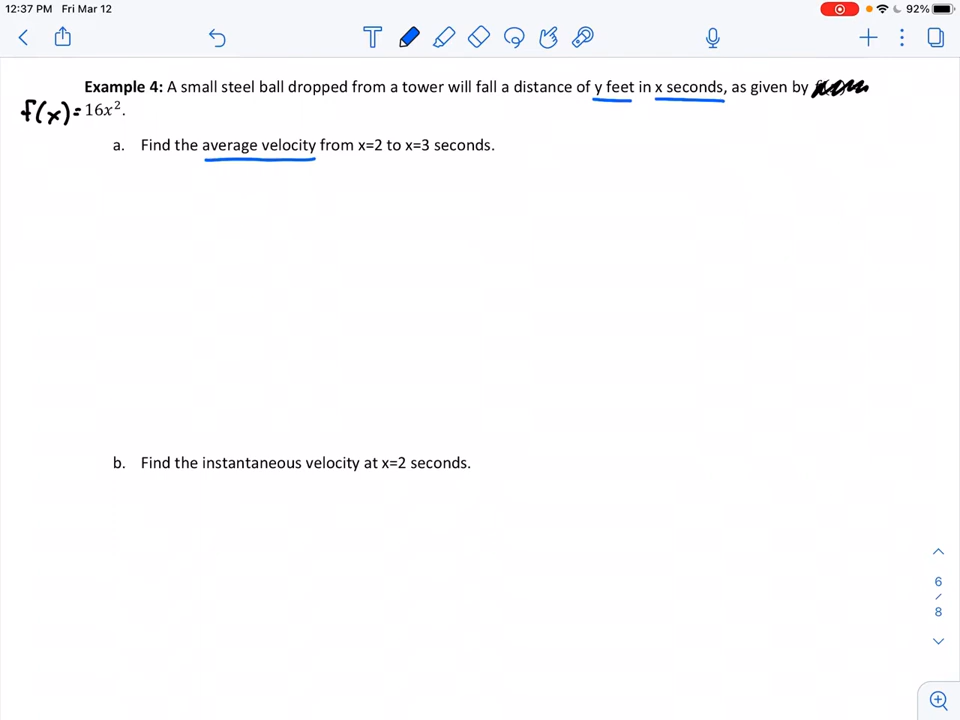 12:37 PM Fri Mar 12
92%
T
Example 4: A small steel ball dropped from a tower will fall a distance of y feet in x seconds, as given by
f(x)= 16x².
a. Find the average velocity from x=2 to x=3 seconds.
b. Find the instantaneous velocity at x=2 seconds.
6
/
8